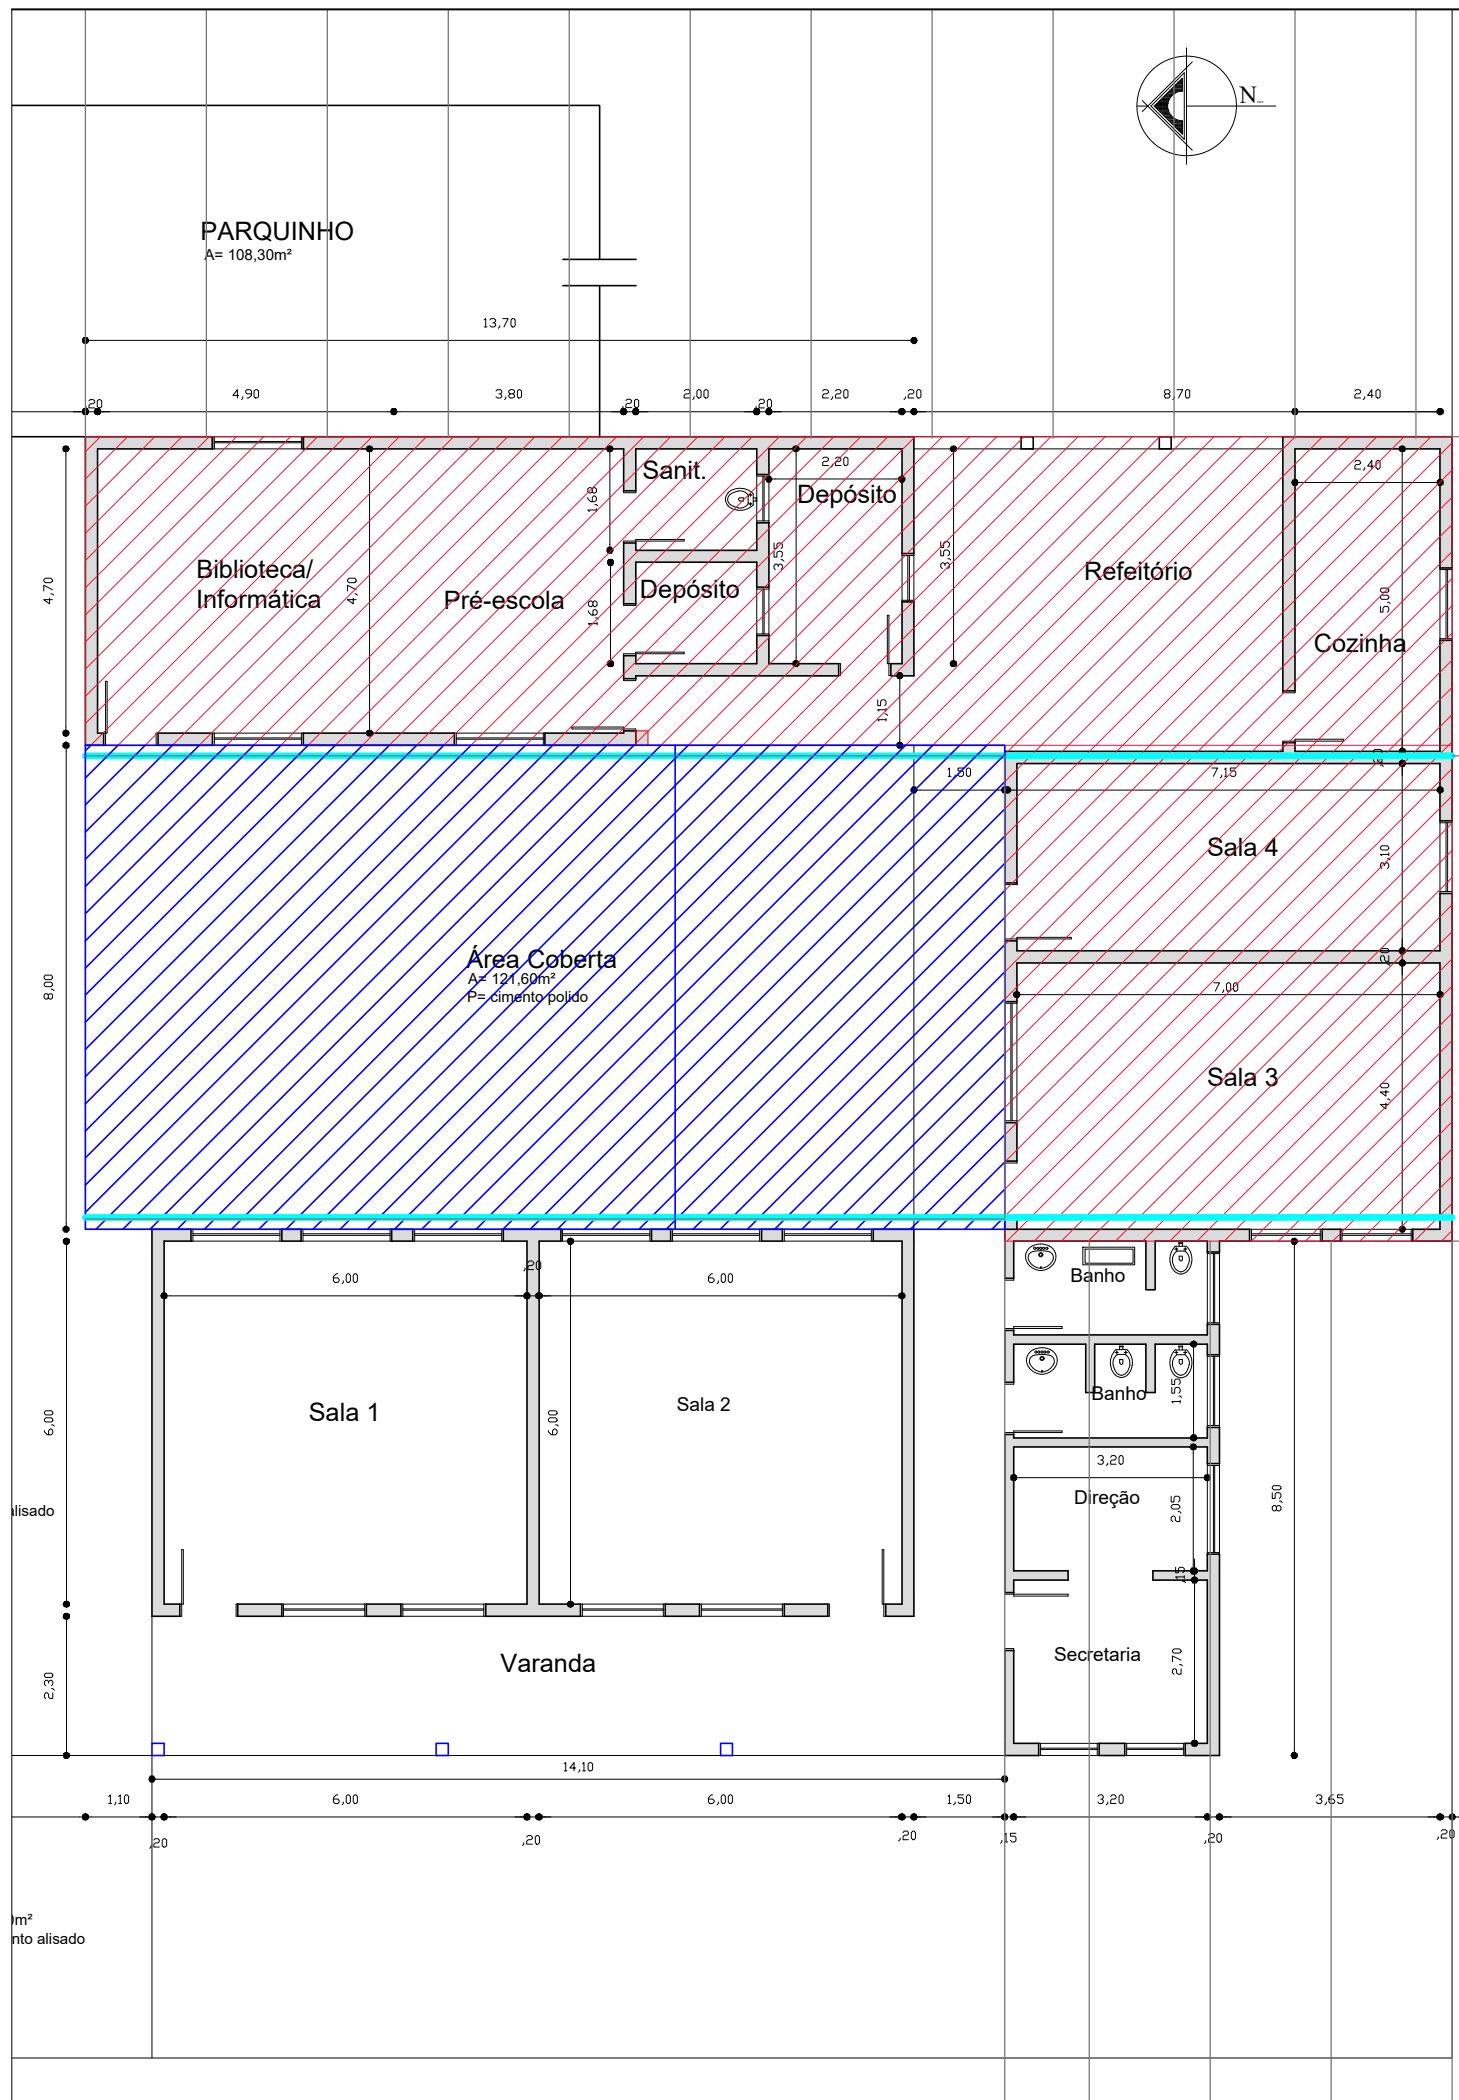 N
PARQUINHO
A= 108,30m²
13,70
,20
4,90
3,80
,20
2,00
,20
2,20
,20
8,70
2,40
Sanit.
2,20
Depósito
2,40
1,68
3,55
3,55
4,70
Biblioteca/
Informática
4,70
Pré-escola
Depósito
1,68
Refeitório
5,00
Cozinha
1,15
1,50
7,15
Sala 4
3,10
Área Coberta
A= 121,60m²
P= cimento polido
8,00
,20
7,00
Sala 3
4,40
6,00
,20
6,00
Banho
Sala 1
6,00
6,00
Sala 2
Banho
1,55
3,20
Direção
2,05
8,50
alisado
,15
Varanda
Secretaria
2,70
2,30
14,10
1,10
6,00
6,00
1,50
3,20
3,65
,20
,20
,20
,15
,20
,20
m²
nto alisado